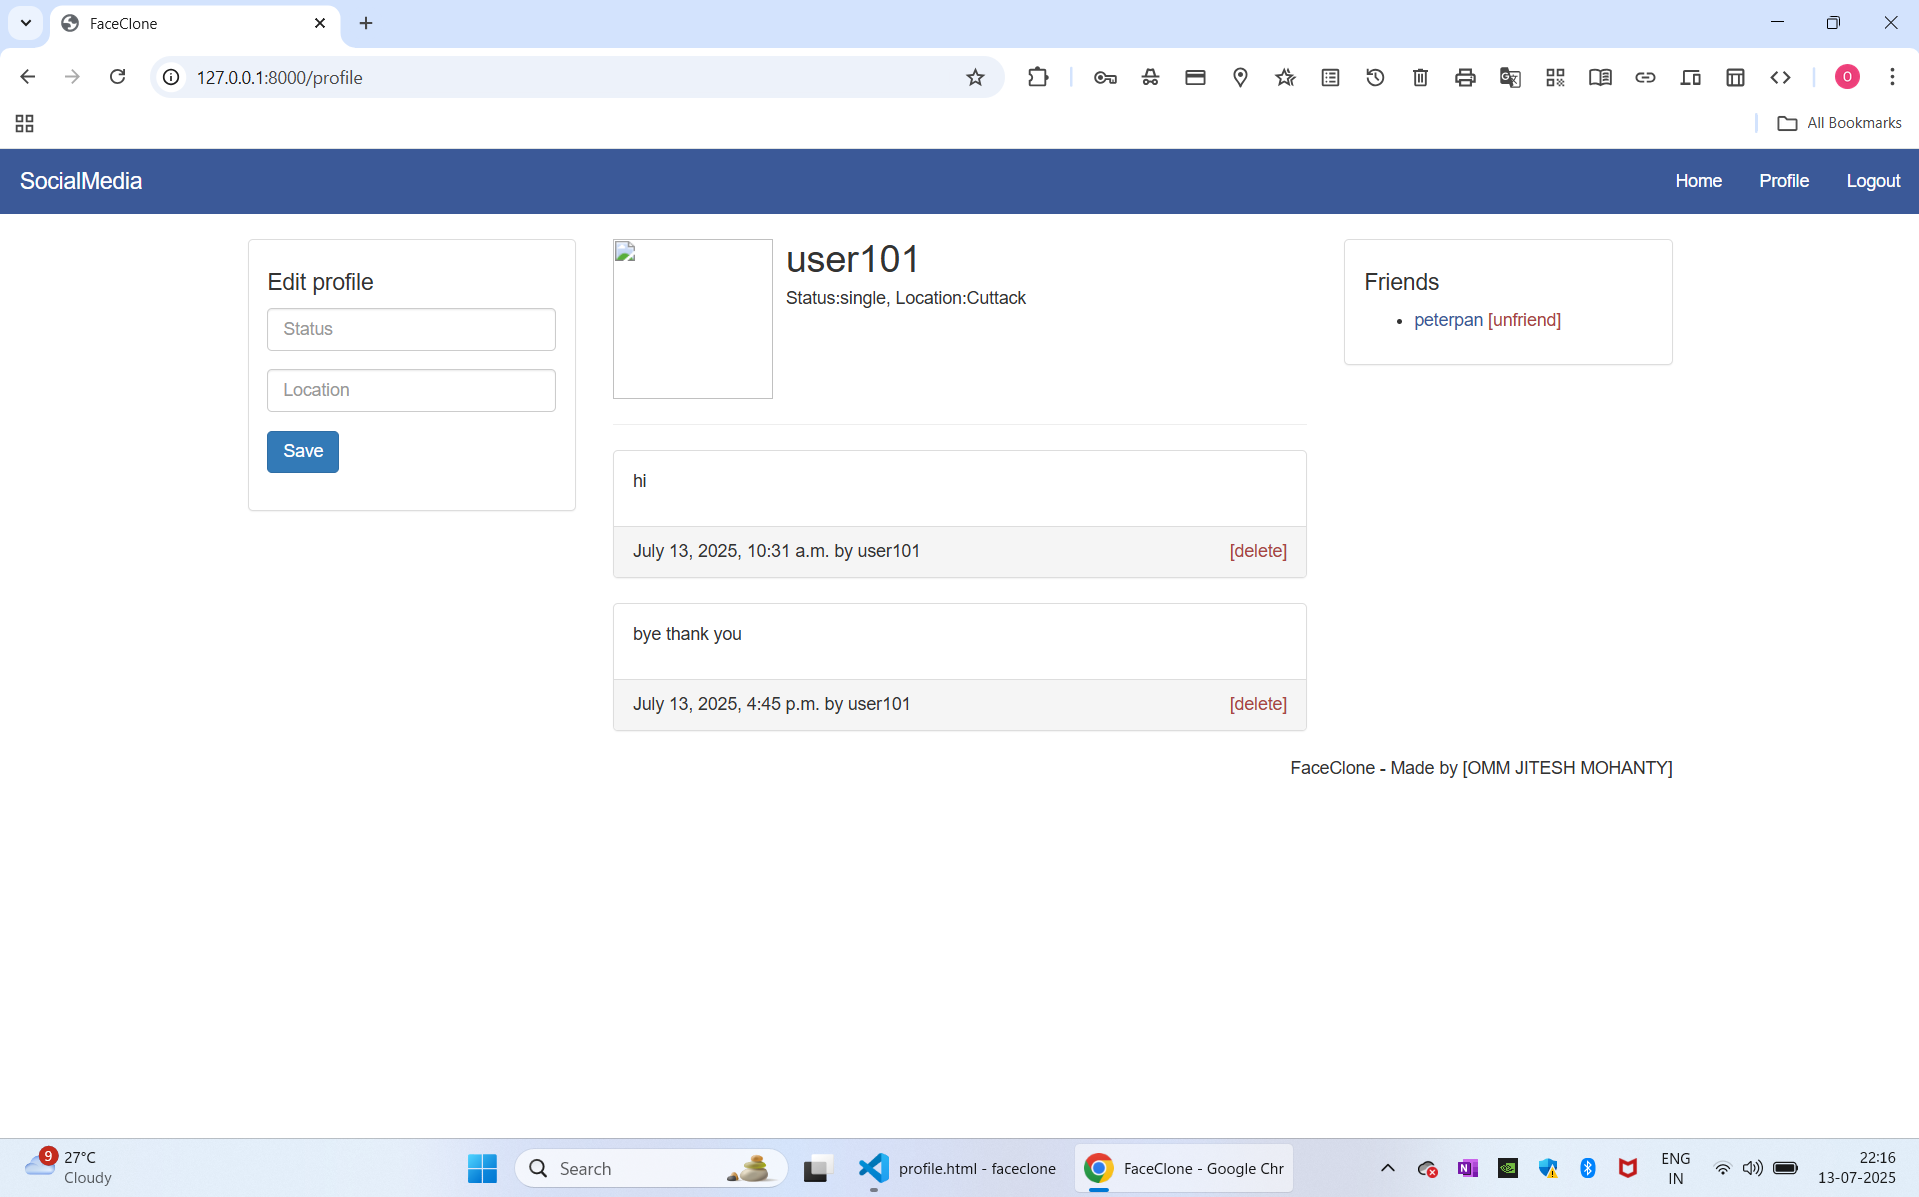 FaceClone
127.0.0.1:8000/profile
O
All Bookmarks
SocialMedia
Home
Profile
Logout
Edit profile
Status
Location
Save
user101
Status:single, Location:Cuttack
hi
July 13, 2025, 10:31 a.m. by user101
[delete]
bye thank you
July 13, 2025, 4:45 p.m. by user101
[delete]
Friends
peterpan [unfriend]
FaceClone - Made by [OMM JITESH MOHANTY]
9
27°C
Cloudy
Search
profile.html - faceclone
FaceClone - Google Chr
ENG
IN
22:16
13-07-2025